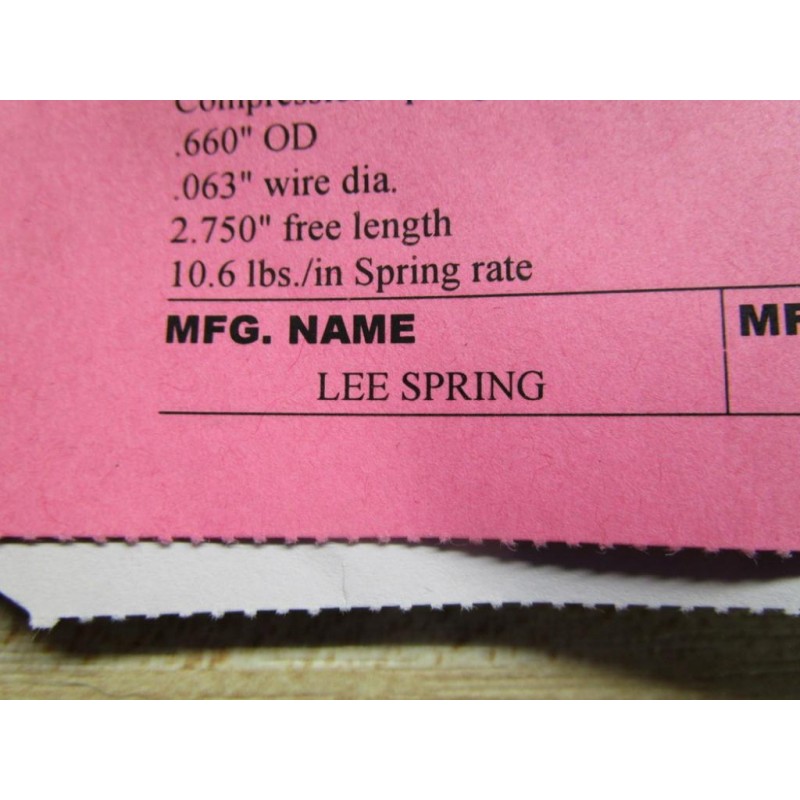 .660" OD
.063" wire dia.
2.750" free length
10.6 lbs./in Spring rate
MFG. NAME
LEE SPRING